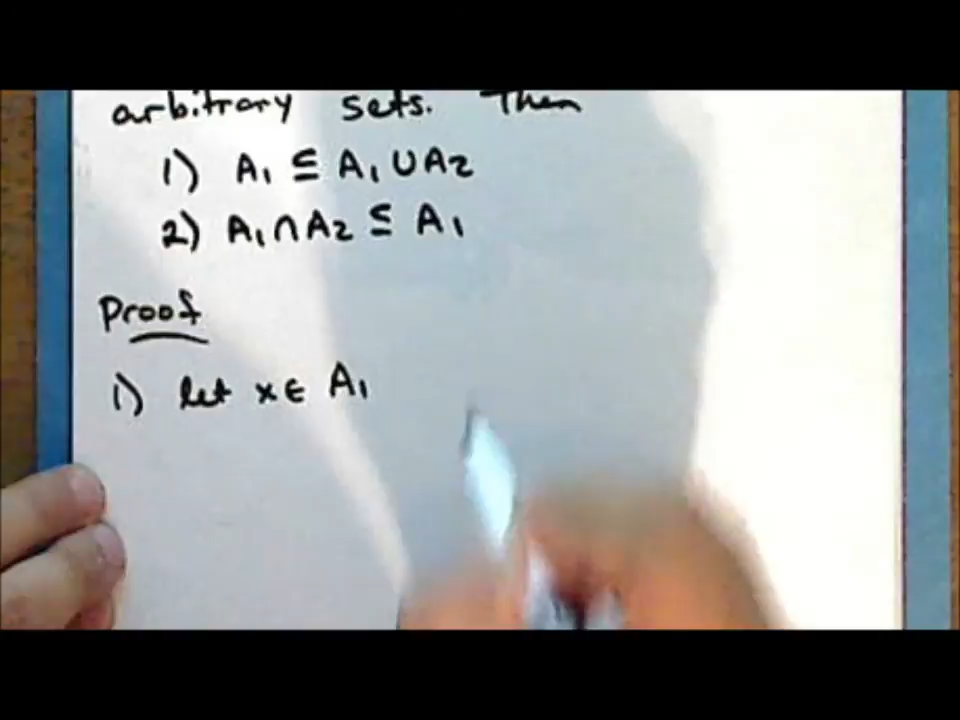 arbitrary sets. Then
1) A₁ ⊆ A₁ ∪ A₂
2) A₁ ∩ A₂ ⊆ A₁
Proof
1) let x ∈ A₁